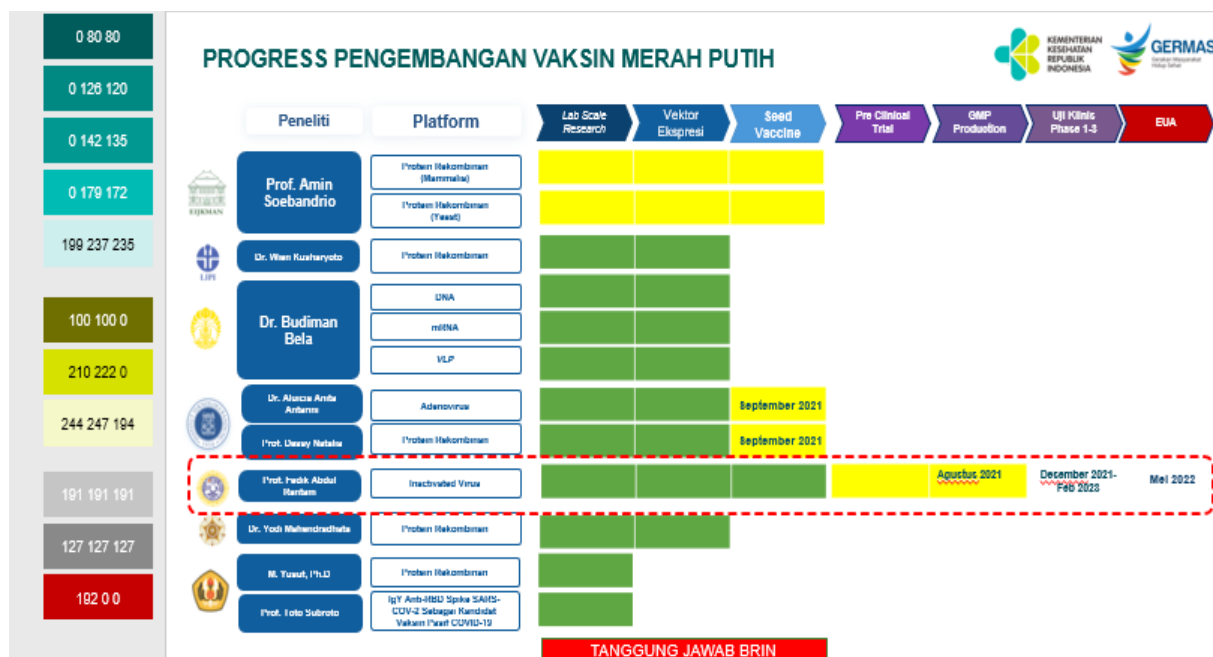 0 80 80
0 126 120
0 142 135
0 179 172
199 237 235
100 100 0
210 222 0
244 247 194
191 191 191
127 127 127
192 0 0
PROGRESS PENGEMBANGAN VAKSIN MERAH PUTIH
KEMENTERIAN
KESEHATAN
REPUBLIK
INDONESIA
GERMAS
Gerakan Masyarakat
Hidup Sehat
Peneliti
Platform
Lab Scale
Research
Vektor
Ekspresi
Seed
Vaccine
Pre Clinical
Trial
GMP
Production
Uji Klinis
Phase 1-3
EUA
EIJKMAN
Prof. Amin
Soebandrio
Protein Rekombinan
(Mammalia)
Protein Rekombinan
(Yeast)
LIPI
Dr. Wien Kusharyoto
Protein Rekombinan
Dr. Budiman
Bela
DNA
mRNA
VLP
Dr.
Adenovirus
September 2021
Prof.
Protein Rekombinan
September 2021
Prof. Fedik Abdul
Rantam
Inactivated Virus
Agustus 2021
Desember 2021-
Feb
Mei 2022
Dr. Yodi Mahendradhata
Protein Rekombinan
M. Yusuf, Ph.D
Protein Rekombinan
Prof. Toto Subroto
IgY Anti-RBD Spike SARS-
COV-2 Sebagai Kandidat
Vaksin Pasif COVID-19
TANGGUNG JAWAB BRIN